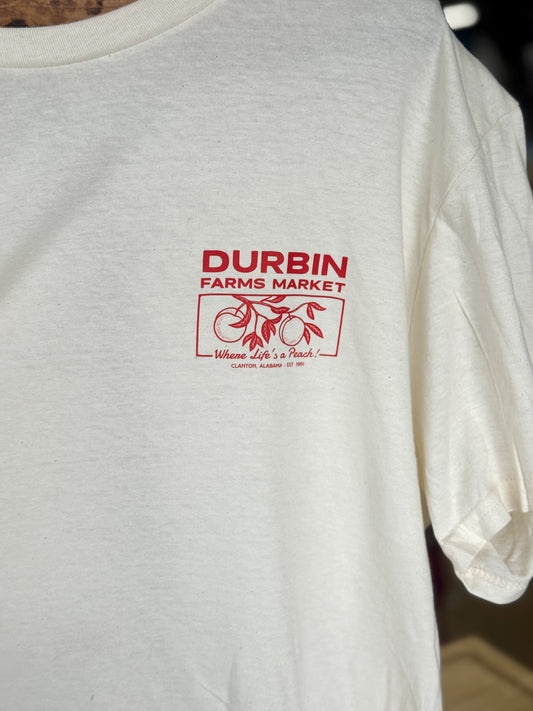 DURBIN
FARMS MARKET
Where Life's a Peach!
CLANTON, ALABAMA - EST 1961